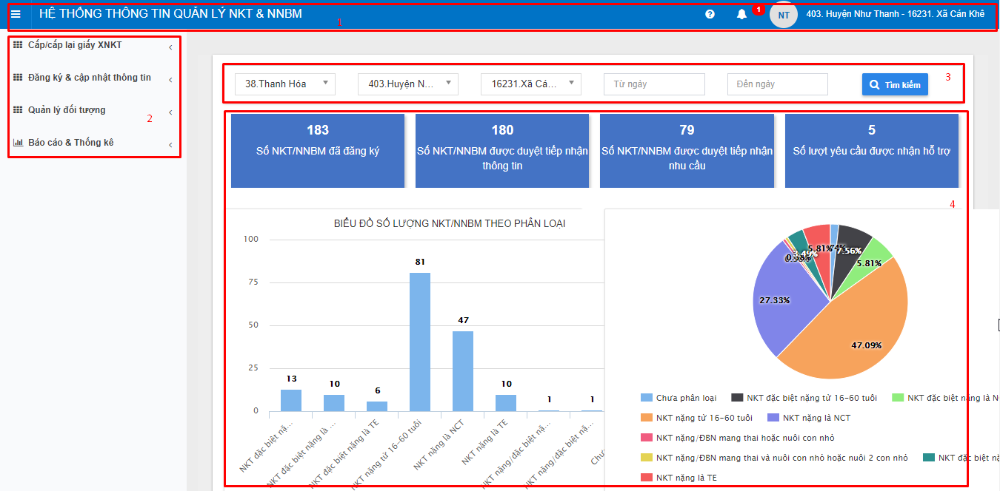 HỆ THỐNG THÔNG TIN QUẢN LÝ NKT & NNBM
1
1
NT
403. Huyện Như Thanh - 16231. Xã Cán Khê
Cấp/cấp lại giấy XNKT
Đăng ký & cập nhật thông tin
Quản lý đối tượng
2
Báo cáo & Thống kê
38.Thanh Hóa
403.Huyện N...
16231.Xã Cá...
Từ ngày
Đến ngày
Tìm kiếm
3
183
Số NKT/NNBM đã đăng ký
180
Số NKT/NNBM được duyệt tiếp nhận
thông tin
79
Số NKT/NNBM được duyệt tiếp nhận
nhu cầu
5
Số lượt yêu cầu được nhận hỗ trợ
4
BIỂU ĐỒ SỐ LƯỢNG NKT/NNBM THEO PHÂN LOẠI
100
75
50
25
0
13
10
6
81
47
10
1
1
NKT đặc biệt nặ...
NKT đặc biệt nặng là ...
NKT đặc biệt nặng là TE
NKT nặng từ 16-60 tuổi
NKT nặng là NCT
NKT nặng là TE
NKT nặng/đặc biệt nặ...
NKT nặng/đặc biệt nặ...
Chư
7.56%
5.81%
47.09%
27.33%
0.58%
3.49%
5.81%
Chưa phân loại
NKT đặc biệt nặng từ 16-60 tuổi
NKT đặc biệt nặng là N
NKT nặng từ 16-60 tuổi
NKT nặng là NCT
NKT nặng/ĐBN mang thai hoặc nuôi con nhỏ
NKT nặng/ĐBN mang thai và nuôi con nhỏ hoặc nuôi 2 con nhỏ
NKT đặc biệt nặ
NKT nặng là TE